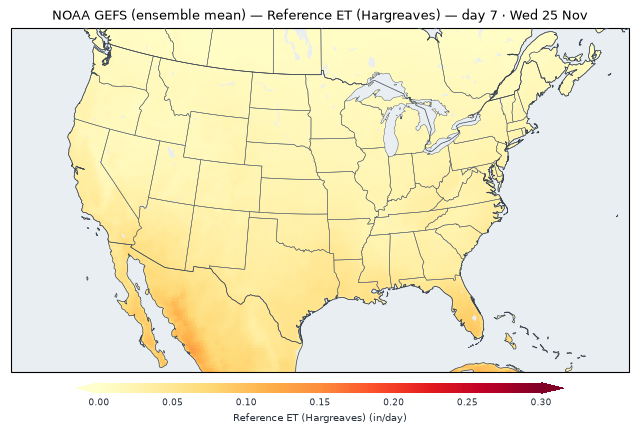 NOAA GEFS (ensemble mean) — Reference ET (Hargreaves) — day 7 · Wed 25 Nov
0.00 0.05 0.10 0.15 0.20 0.25 0.30
Reference ET (Hargreaves) (in/day)